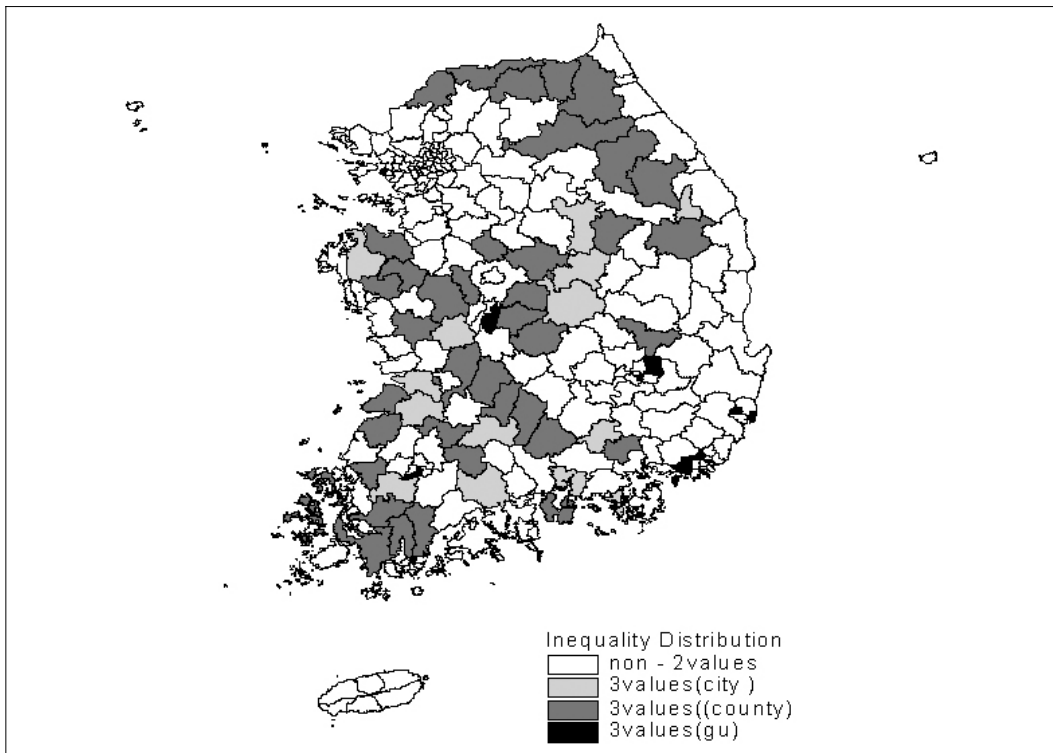 Inequality Distribution
non - 2values
3values(city )
3values((county)
3values(gu)